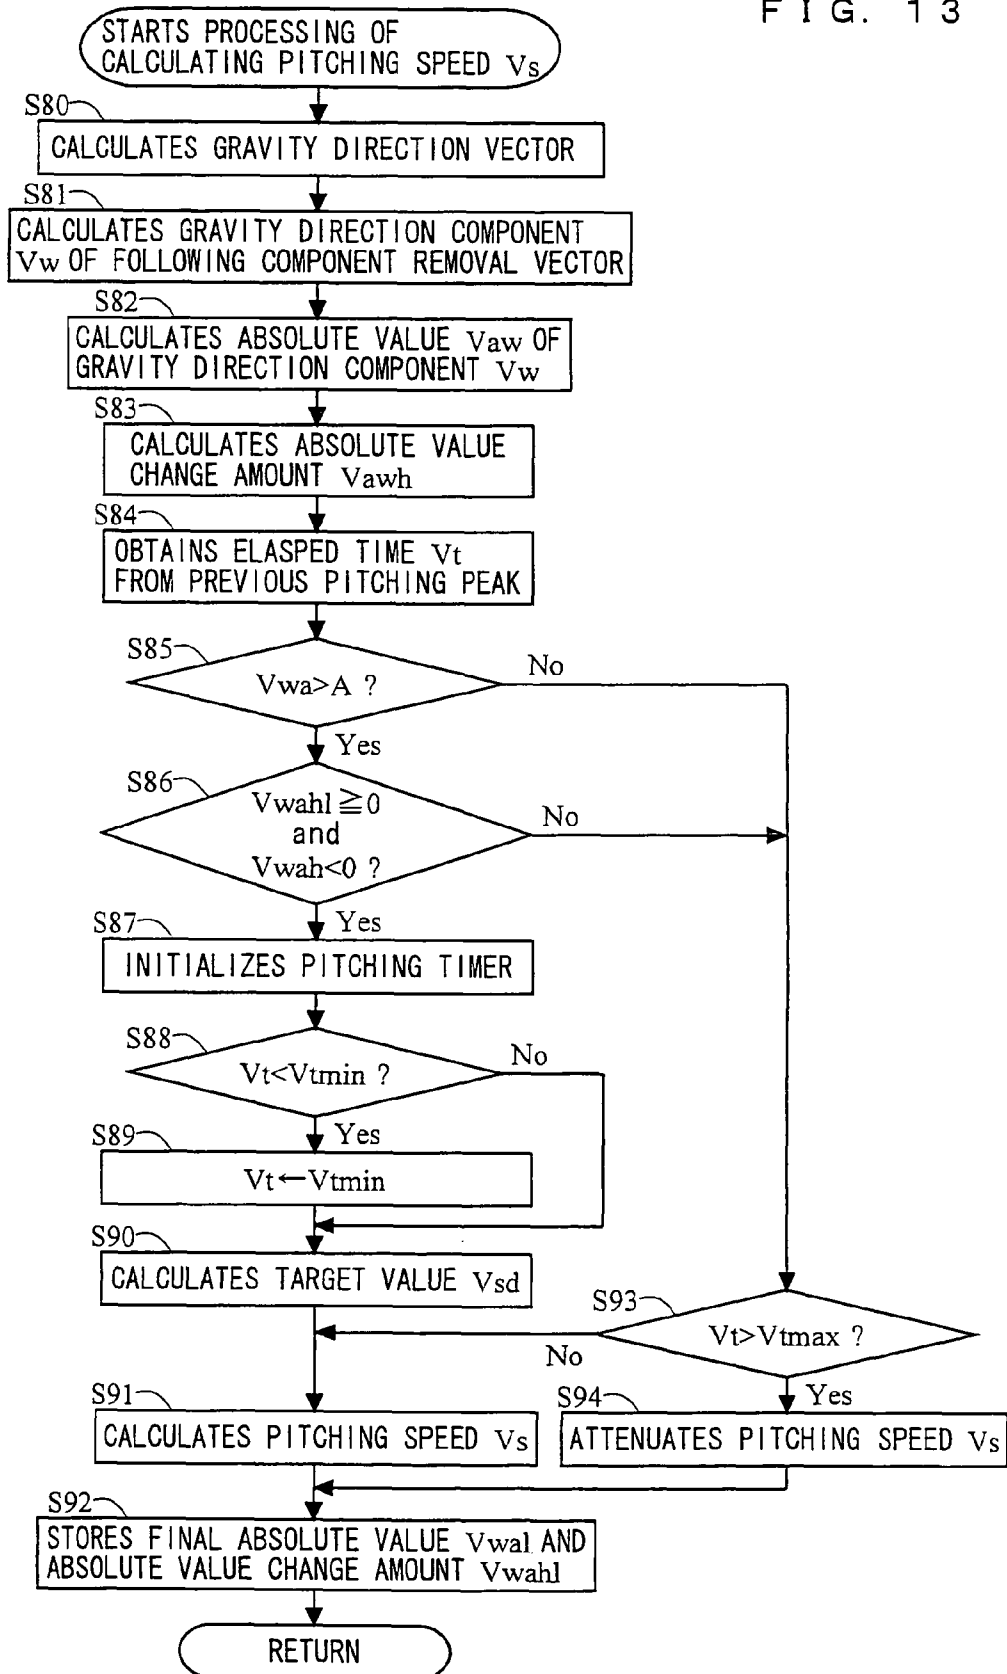 FIG. 13
STARTS PROCESSING OF
CALCULATING PITCHING SPEED Vs
S80
CALCULATES GRAVITY DIRECTION VECTOR
S81
CALCULATES GRAVITY DIRECTION COMPONENT
Vw OF FOLLOWING COMPONENT REMOVAL VECTOR
S82
CALCULATES ABSOLUTE VALUE Vaw OF
GRAVITY DIRECTION COMPONENT Vw
S83
CALCULATES ABSOLUTE VALUE
CHANGE AMOUNT Vawh
S84
OBTAINS ELASPED TIME Vt
FROM PREVIOUS PITCHING PEAK
S85
Vwa>A ?
No
Yes
S86
Vwahl≧0
and
Vwah<0 ?
No
Yes
S87
INITIALIZES PITCHING TIMER
S88
Vt<Vtmin ?
No
Yes
S89
Vt←Vtmin
S90
CALCULATES TARGET VALUE Vsd
S93
Vt>Vtmax ?
No
Yes
S91
CALCULATES PITCHING SPEED Vs
S94
ATTENUATES PITCHING SPEED Vs
S92
STORES FINAL ABSOLUTE VALUE Vwal AND
ABSOLUTE VALUE CHANGE AMOUNT Vwahl
RETURN